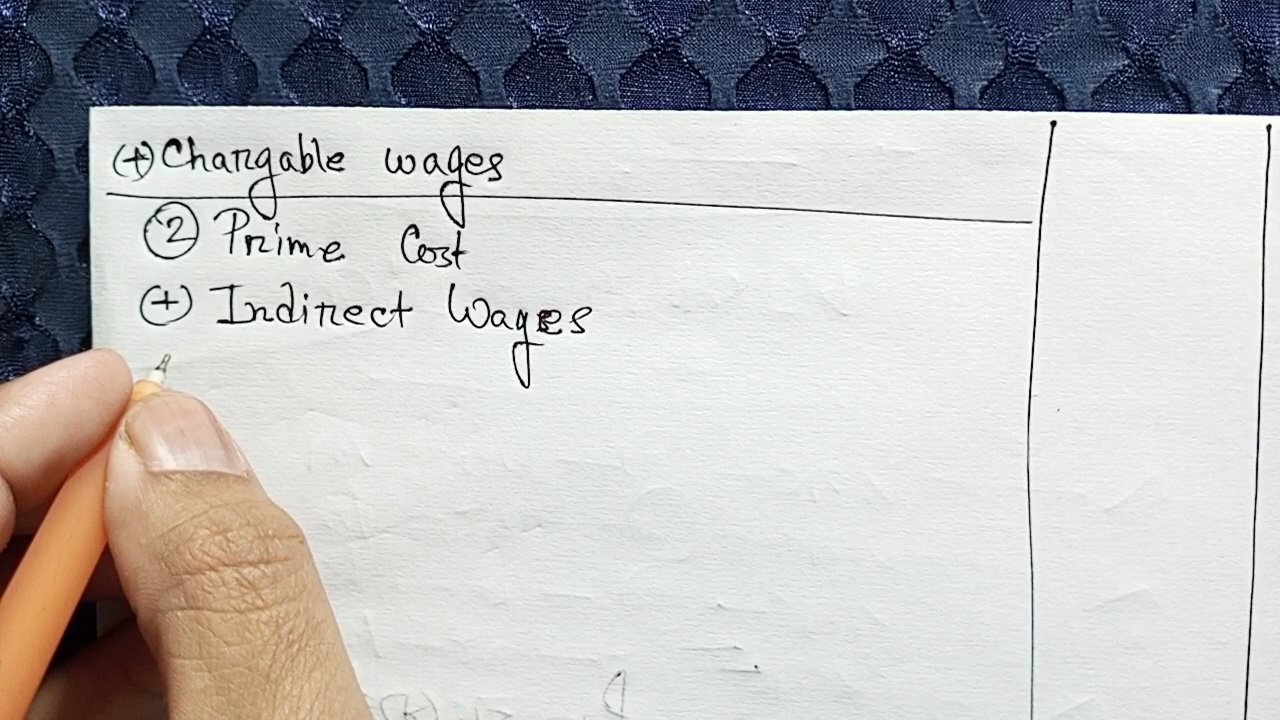 (+) Chargable wages
(2) Prime Cost
(+) Indirect Wages